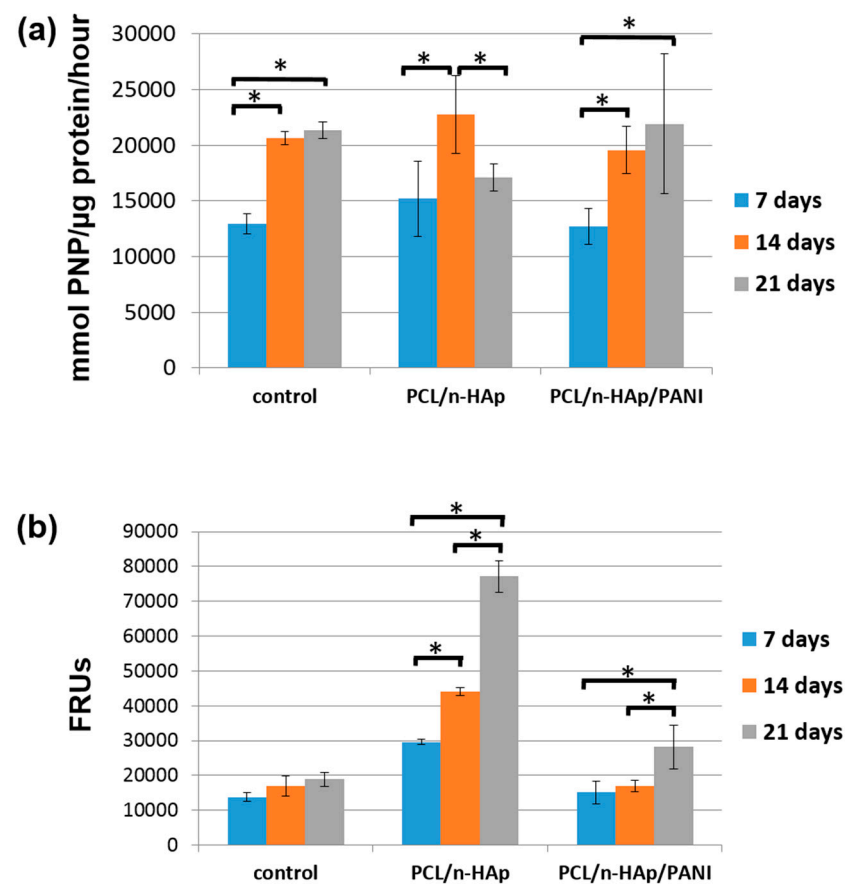 (a)
mmol PNP/µg protein/hour
30000
25000
20000
15000
10000
5000
0
* * * * * *
control PCL/n-HAp PCL/n-HAp/PANI
7 days
14 days
21 days
(b)
FRUs
90000
80000
70000
60000
50000
40000
30000
20000
10000
0
* * * * *
control PCL/n-HAp PCL/n-HAp/PANI
7 days
14 days
21 days